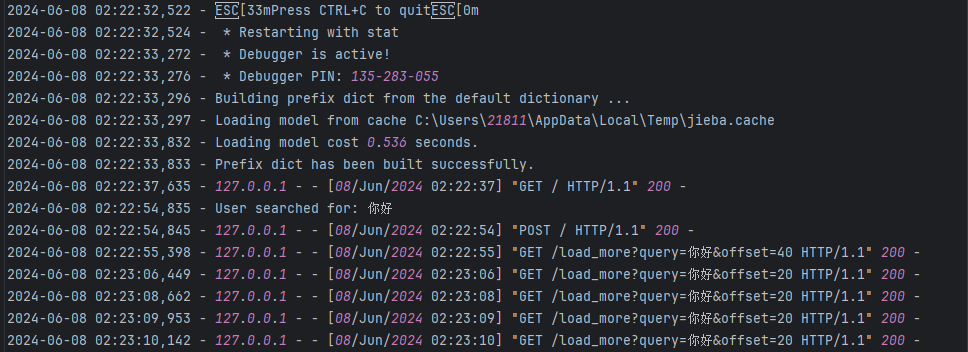 2024-06-08 02:22:32,522 - ESC[33mPress CTRL+C to quitESC[0m
2024-06-08 02:22:32,524 -  * Restarting with stat
2024-06-08 02:22:33,272 -  * Debugger is active!
2024-06-08 02:22:33,276 -  * Debugger PIN: 135-283-055
2024-06-08 02:22:33,296 - Building prefix dict from the default dictionary ...
2024-06-08 02:22:33,297 - Loading model from cache C:\Users\21811\AppData\Local\Temp\jieba.cache
2024-06-08 02:22:33,832 - Loading model cost 0.536 seconds.
2024-06-08 02:22:33,833 - Prefix dict has been built successfully.
2024-06-08 02:22:37,635 - 127.0.0.1 - - [08/Jun/2024 02:22:37] "GET / HTTP/1.1" 200 -
2024-06-08 02:22:54,835 - User searched for: 你好
2024-06-08 02:22:54,845 - 127.0.0.1 - - [08/Jun/2024 02:22:54] "POST / HTTP/1.1" 200 -
2024-06-08 02:22:55,398 - 127.0.0.1 - - [08/Jun/2024 02:22:55] "GET /load_more?query=你好&offset=40 HTTP/1.1" 200 -
2024-06-08 02:23:06,449 - 127.0.0.1 - - [08/Jun/2024 02:23:06] "GET /load_more?query=你好&offset=20 HTTP/1.1" 200 -
2024-06-08 02:23:08,662 - 127.0.0.1 - - [08/Jun/2024 02:23:08] "GET /load_more?query=你好&offset=20 HTTP/1.1" 200 -
2024-06-08 02:23:09,953 - 127.0.0.1 - - [08/Jun/2024 02:23:09] "GET /load_more?query=你好&offset=20 HTTP/1.1" 200 -
2024-06-08 02:23:10,142 - 127.0.0.1 - - [08/Jun/2024 02:23:10] "GET /load_more?query=你好&offset=20 HTTP/1.1" 200 -